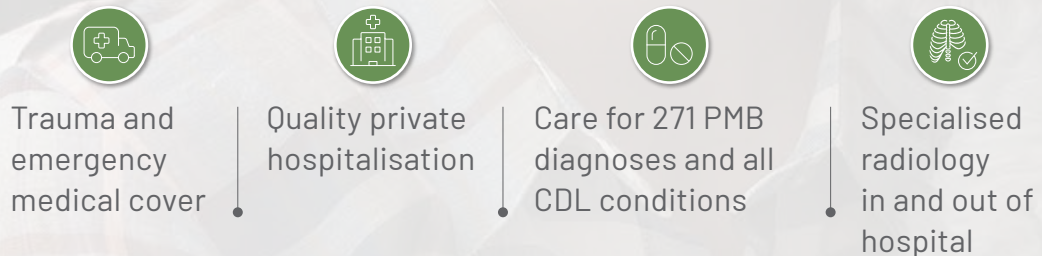 Trauma and
emergency
medical cover
Quality private
hospitalisation
Care for 271 PMB
diagnoses and all
CDL conditions
Specialised
radiology
in and out of
hospital